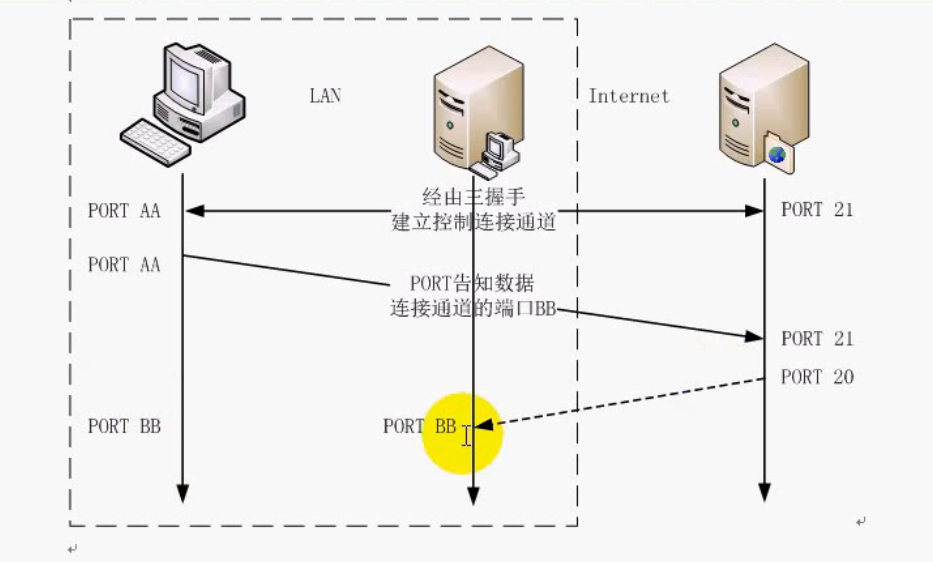 LAN
Internet
经由三握手
建立控制连接通道
PORT AA
PORT 21
PORT AA
PORT告知数据
连接通道的端口BB
PORT 21
PORT 20
PORT BB
PORT BB